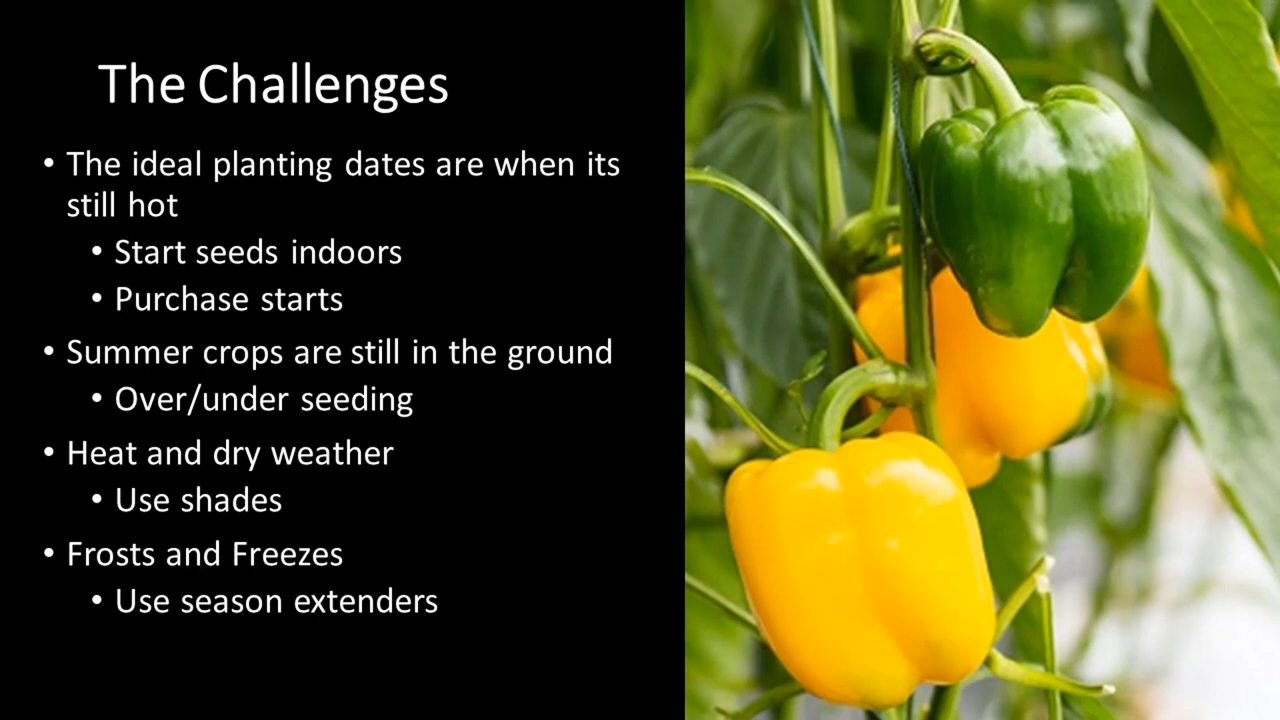 The Challenges
• The ideal planting dates are when its
still hot
• Start seeds indoors
• Purchase starts
• Summer crops are still in the ground
• Over/under seeding
• Heat and dry weather
• Use shades
• Frosts and Freezes
• Use season extenders